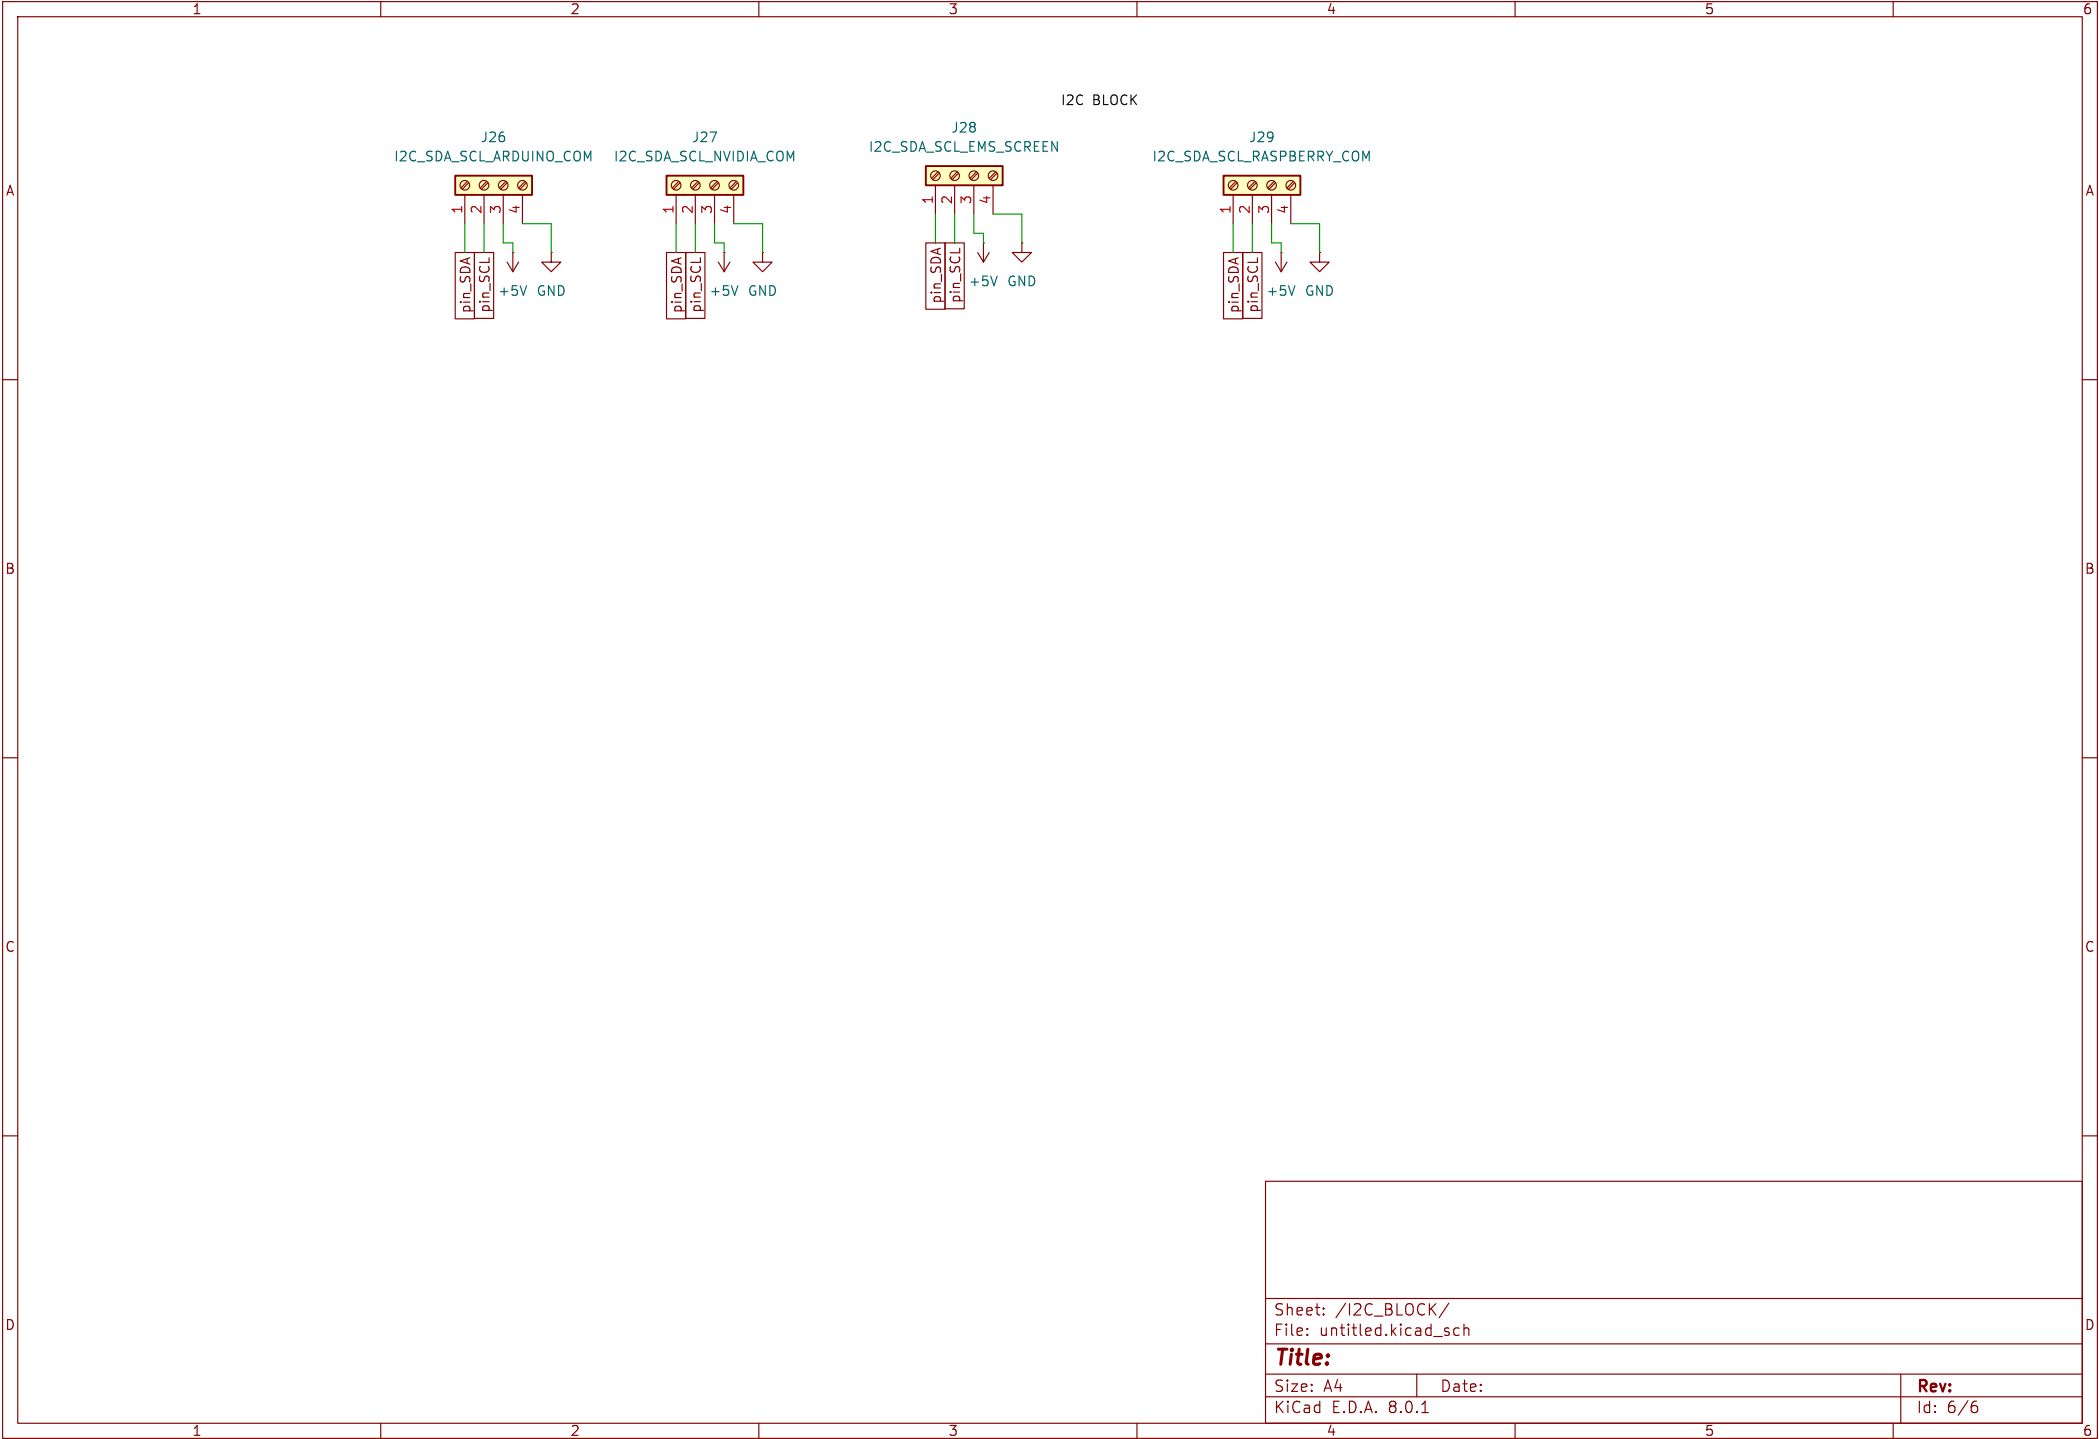 1 2 3 4 5 6
I2C BLOCK
J26
I2C_SDA_SCL_ARDUINO_COM
1 2 3 4
pin_SDA
pin_SCL
+5V GND
J27
I2C_SDA_SCL_NVIDIA_COM
1 2 3 4
pin_SDA
pin_SCL
+5V GND
J28
I2C_SDA_SCL_EMS_SCREEN
1 2 3 4
pin_SDA
pin_SCL
+5V GND
J29
I2C_SDA_SCL_RASPBERRY_COM
1 2 3 4
pin_SDA
pin_SCL
+5V GND
A A
B B
C C
D D
Sheet: /I2C_BLOCK/
File: untitled.kicad_sch
Title:
Size: A4 Date: Rev:
KiCad E.D.A. 8.0.1 Id: 6/6
1 2 3 4 5 6